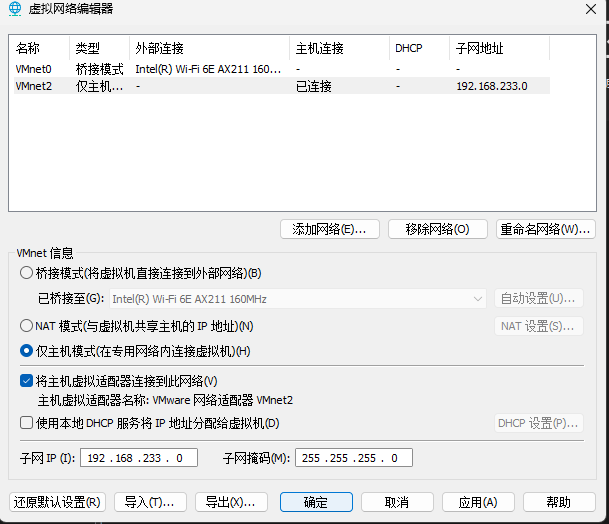 虚拟网络编辑器
名称 类型 外部连接 主机连接 DHCP 子网地址
VMnet0 桥接模式 Intel(R) Wi-Fi 6E AX211 160... - - -
VMnet2 仅主机... - 已连接 - 192.168.233.0
添加网络(E)... 移除网络(O) 重命名网络(W)...
VMnet 信息
桥接模式(将虚拟机直接连接到外部网络)(B)
已桥接至(G): Intel(R) Wi-Fi 6E AX211 160MHz 自动设置(U)...
NAT 模式(与虚拟机共享主机的 IP 地址)(N) NAT 设置(S)...
仅主机模式(在专用网络内连接虚拟机)(H)
将主机虚拟适配器连接到此网络(V)
主机虚拟适配器名称: VMware 网络适配器 VMnet2
使用本地 DHCP 服务将 IP 地址分配给虚拟机(D) DHCP 设置(P)...
子网 IP (I): 192 . 168 . 233 . 0 子网掩码(M): 255 . 255 . 255 . 0
还原默认设置(R) 导入(T)... 导出(X)... 确定 取消 应用(A) 帮助